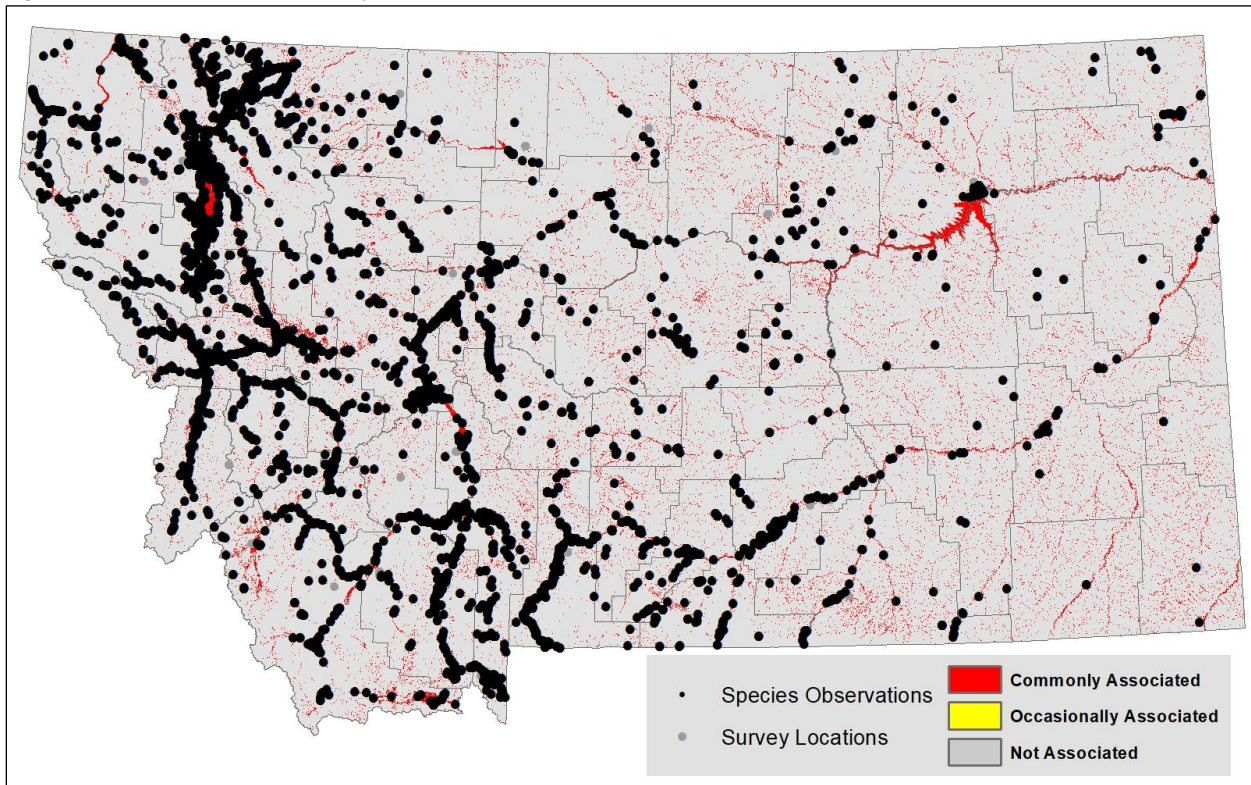 Species Observations
Survey Locations
Commonly Associated
Occasionally Associated
Not Associated